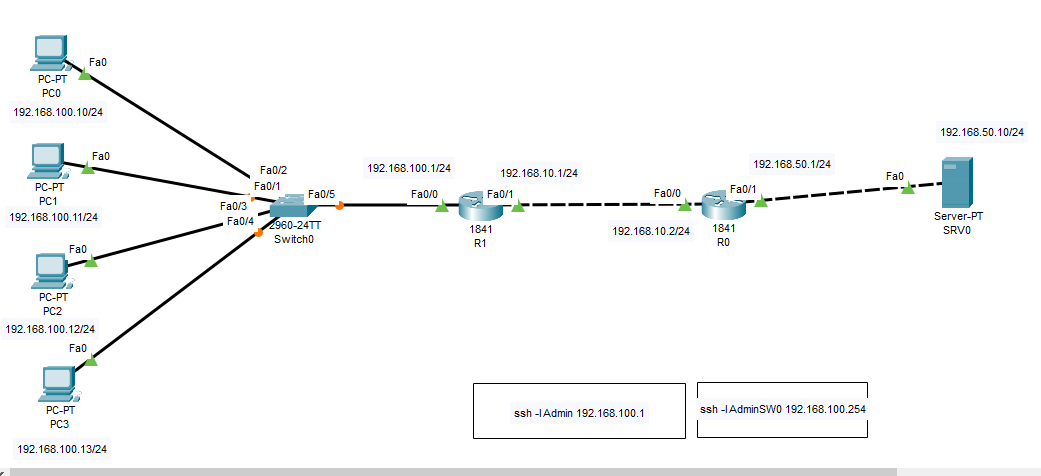 Fa0
PC-PT
PC0
192.168.100.10/24
Fa0
PC-PT
PC1
192.168.100.11/24
Fa0
PC-PT
PC2
192.168.100.12/24
Fa0
PC-PT
PC3
192.168.100.13/24
Fa0/2
Fa0/1
Fa0/3
Fa0/4
Fa0/5
2960-24TT
Switch0
192.168.100.1/24
Fa0/0
192.168.10.1/24
Fa0/1
1841
R1
192.168.50.1/24
Fa0/0
Fa0/1
192.168.10.2/24
1841
R0
192.168.50.10/24
Fa0
Server-PT
SRV0
ssh -l Admin 192.168.100.1
ssh -l AdminSW0 192.168.100.254